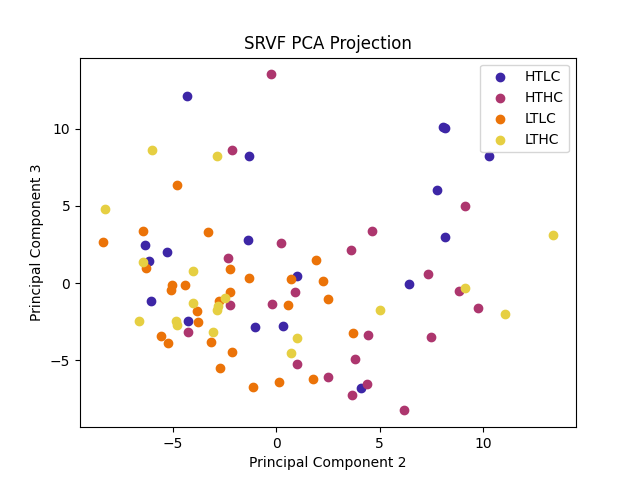 SRVF PCA Projection
HTLC
HTHC
LTLC
LTHC
Principal Component 3
10
5
0
−5
−5
0
5
10
Principal Component 2